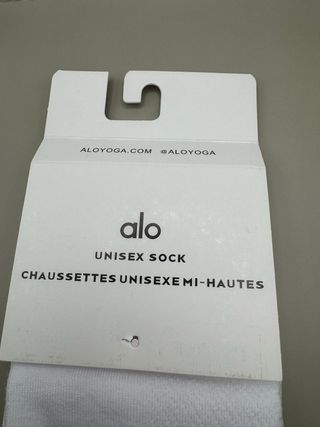 ALOYOGA.COM @ALOYOGA
alo
UNISEX SOCK
CHAUSSETTES UNISEXE MI-HAUTES